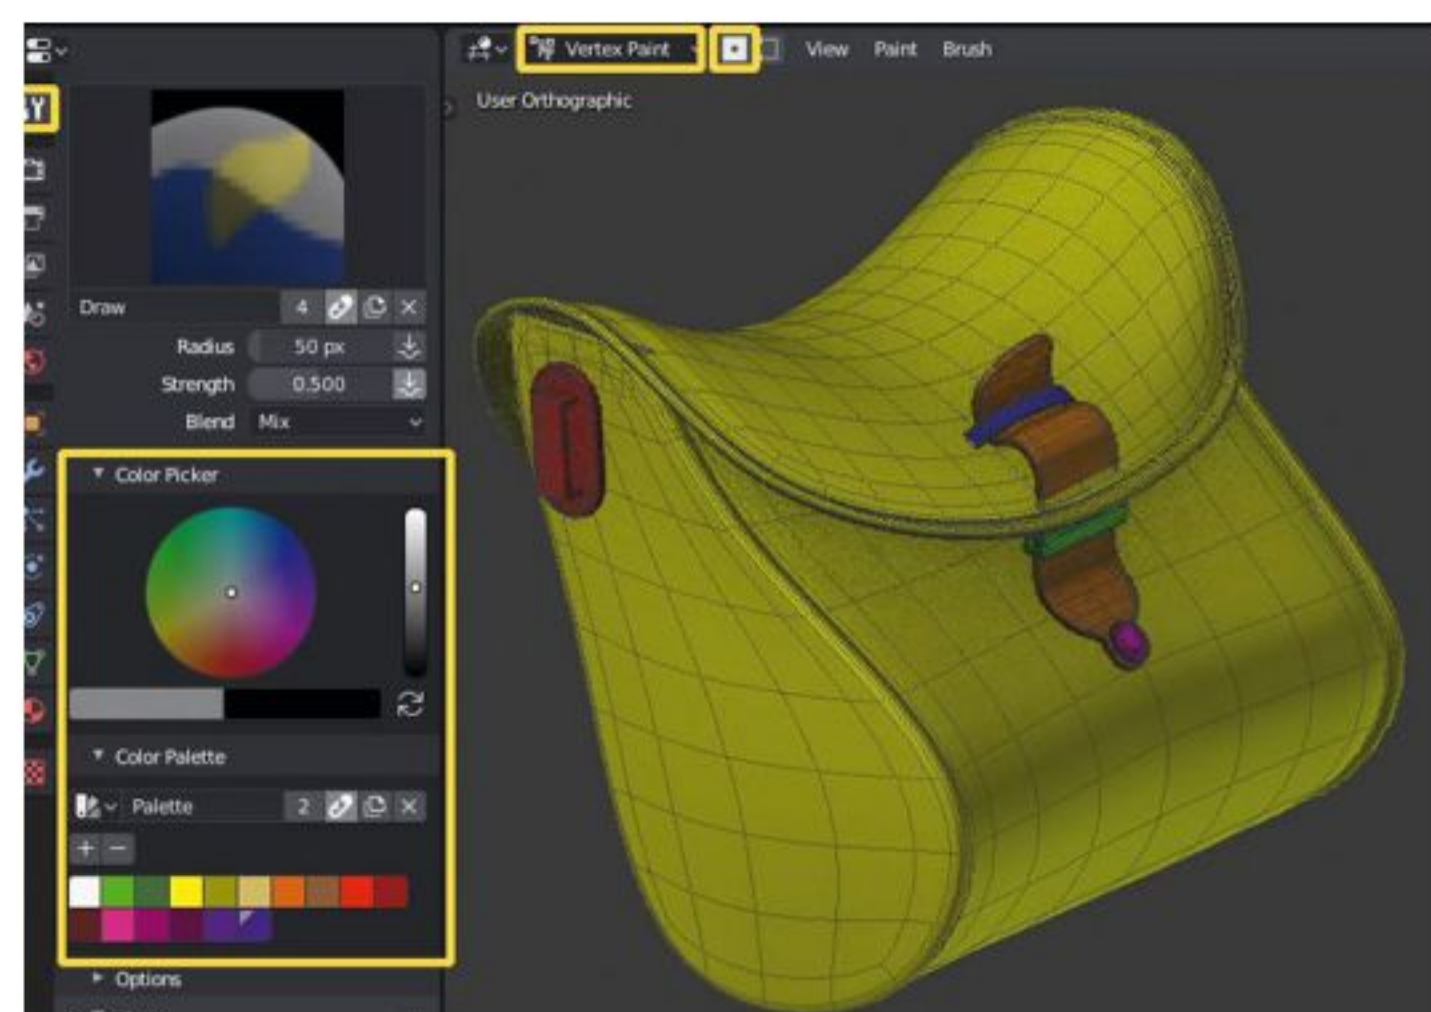 Vertex Paint View Paint Brush
User Orthographic
Draw 4
Radius 50 px
Strength 0.500
Blend Mix
Color Picker
Color Palette
Palette 2
Options